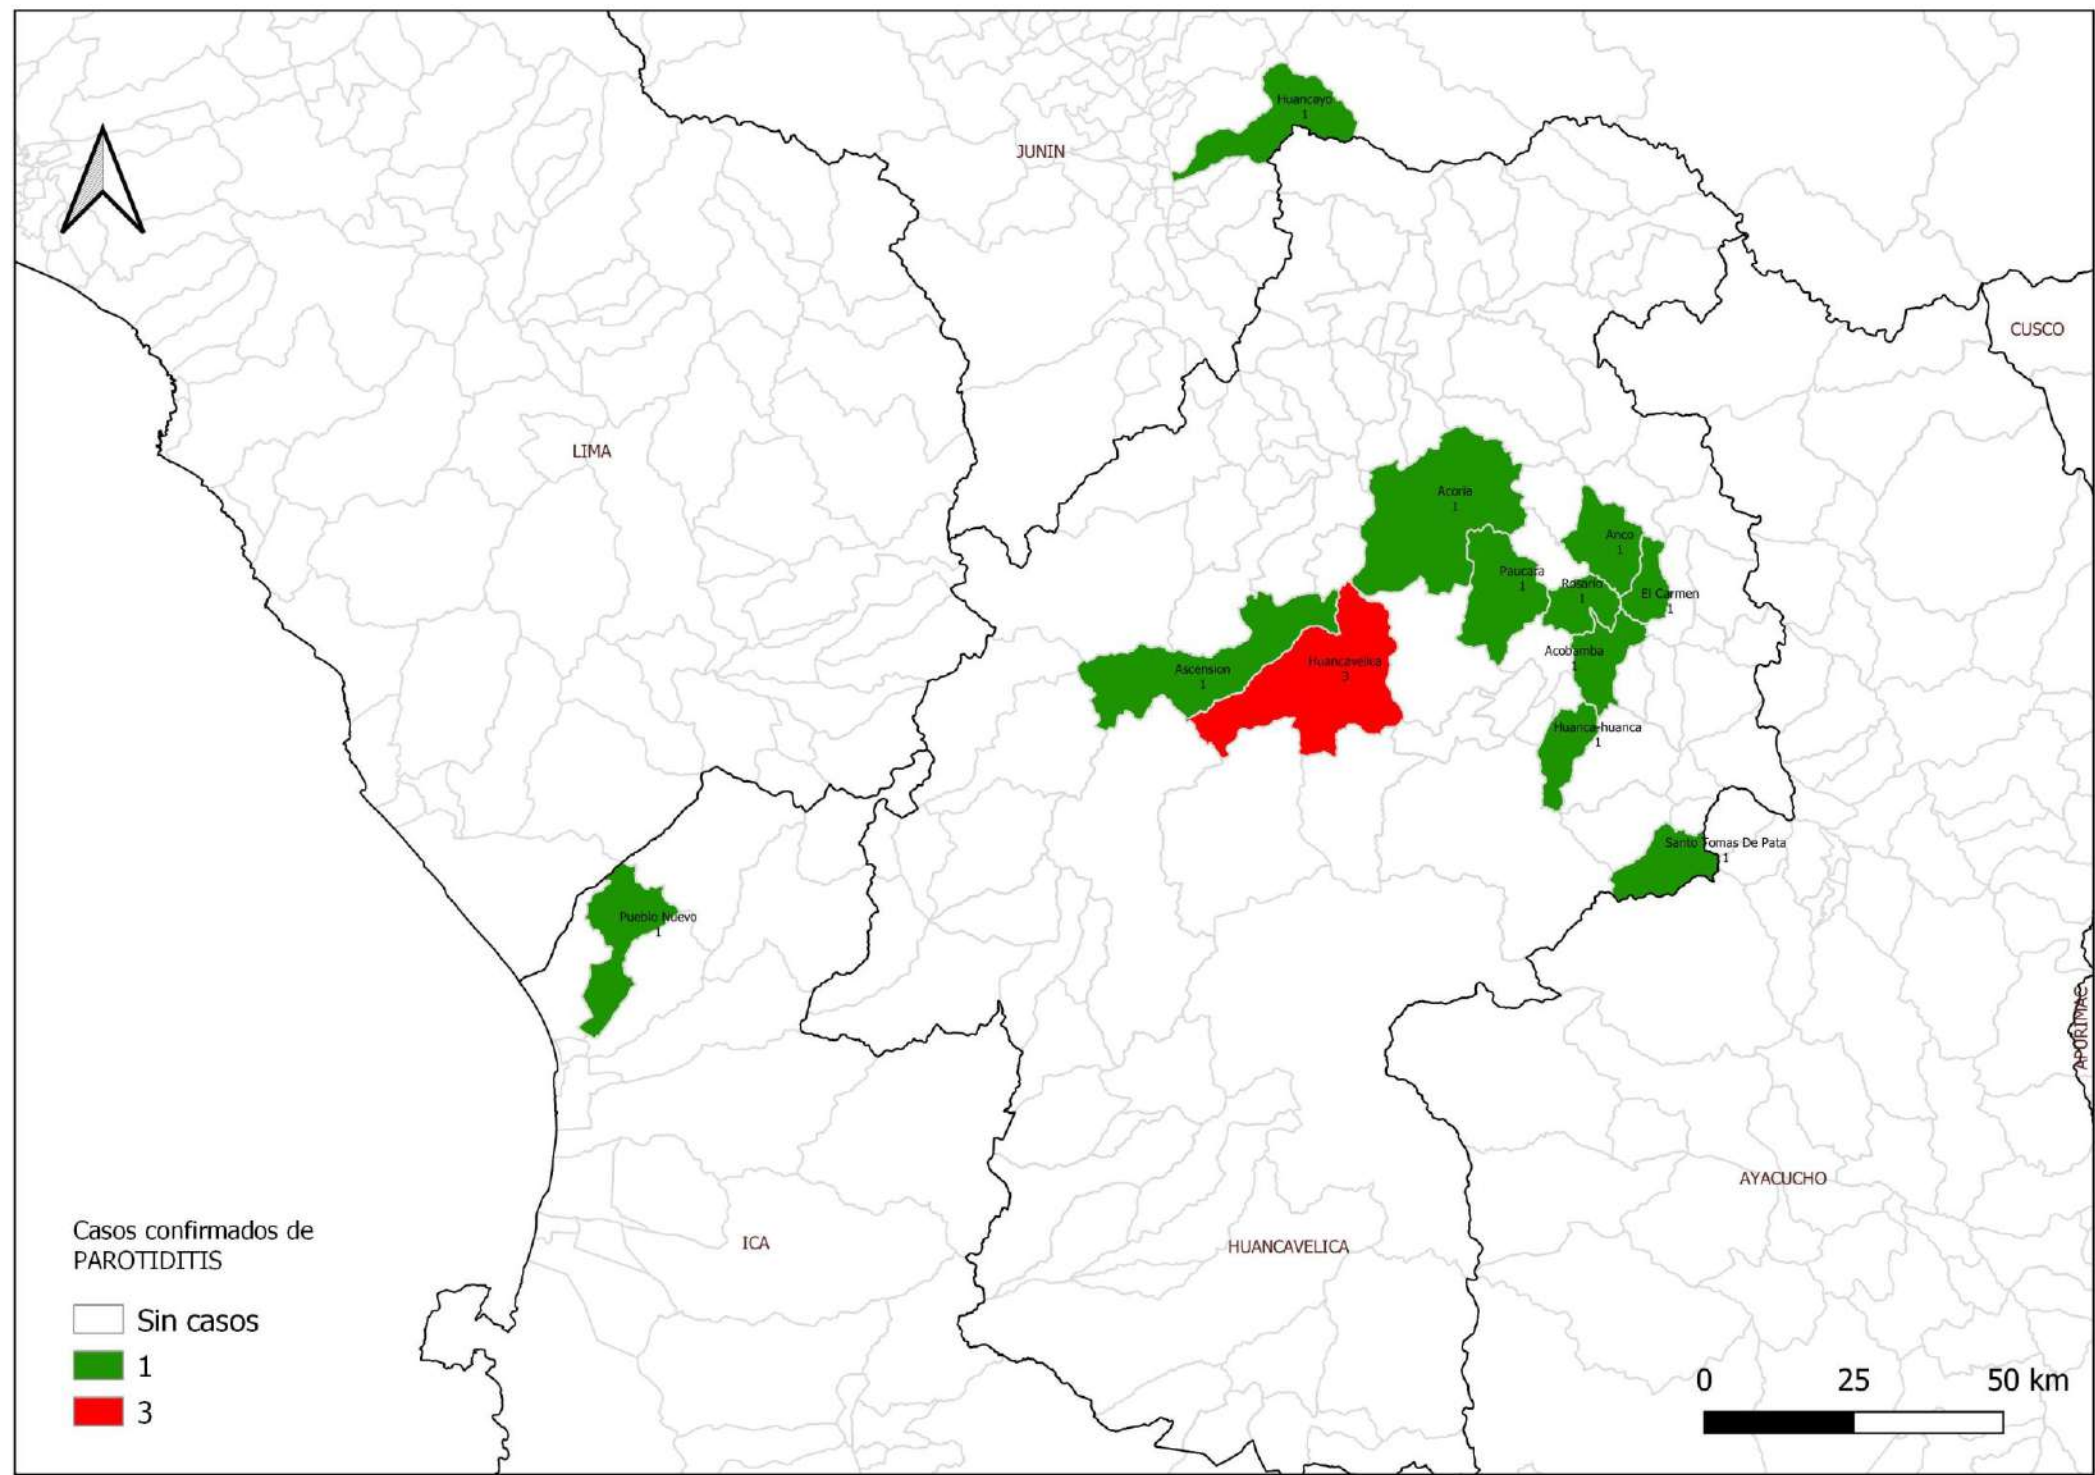 Huancayo
1
JUNIN
CUSCO
LIMA
Acoria
1
Anco
1
Paucara
1
Rosario
1
El Carmen
1
Acobamba
1
Ascension
1
Huancavelica
3
Huanca-huanca
1
Santo Tomas De Pata
1
Pueblo Nuevo
1
APORIMAC
AYACUCHO
ICA
HUANCAVELICA
Casos confirmados de
PAROTIDITIS
Sin casos
1
3
0 25 50 km